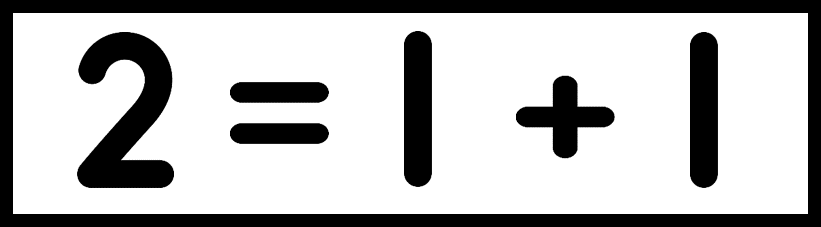 2 = 1 + 1